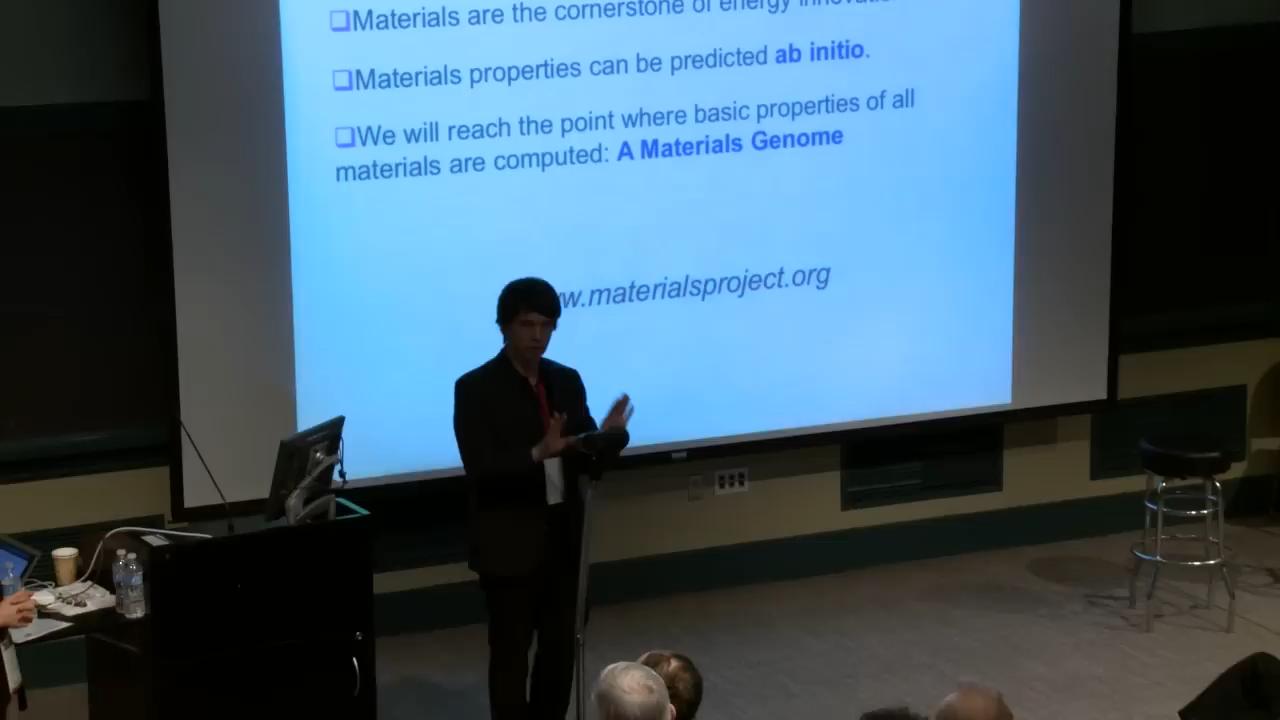 ❑Materials are the cornerstone of energy
❑Materials properties can be predicted ab initio.
❑We will reach the point where basic properties of all
materials are computed: A Materials Genome
w.materialsproject.org